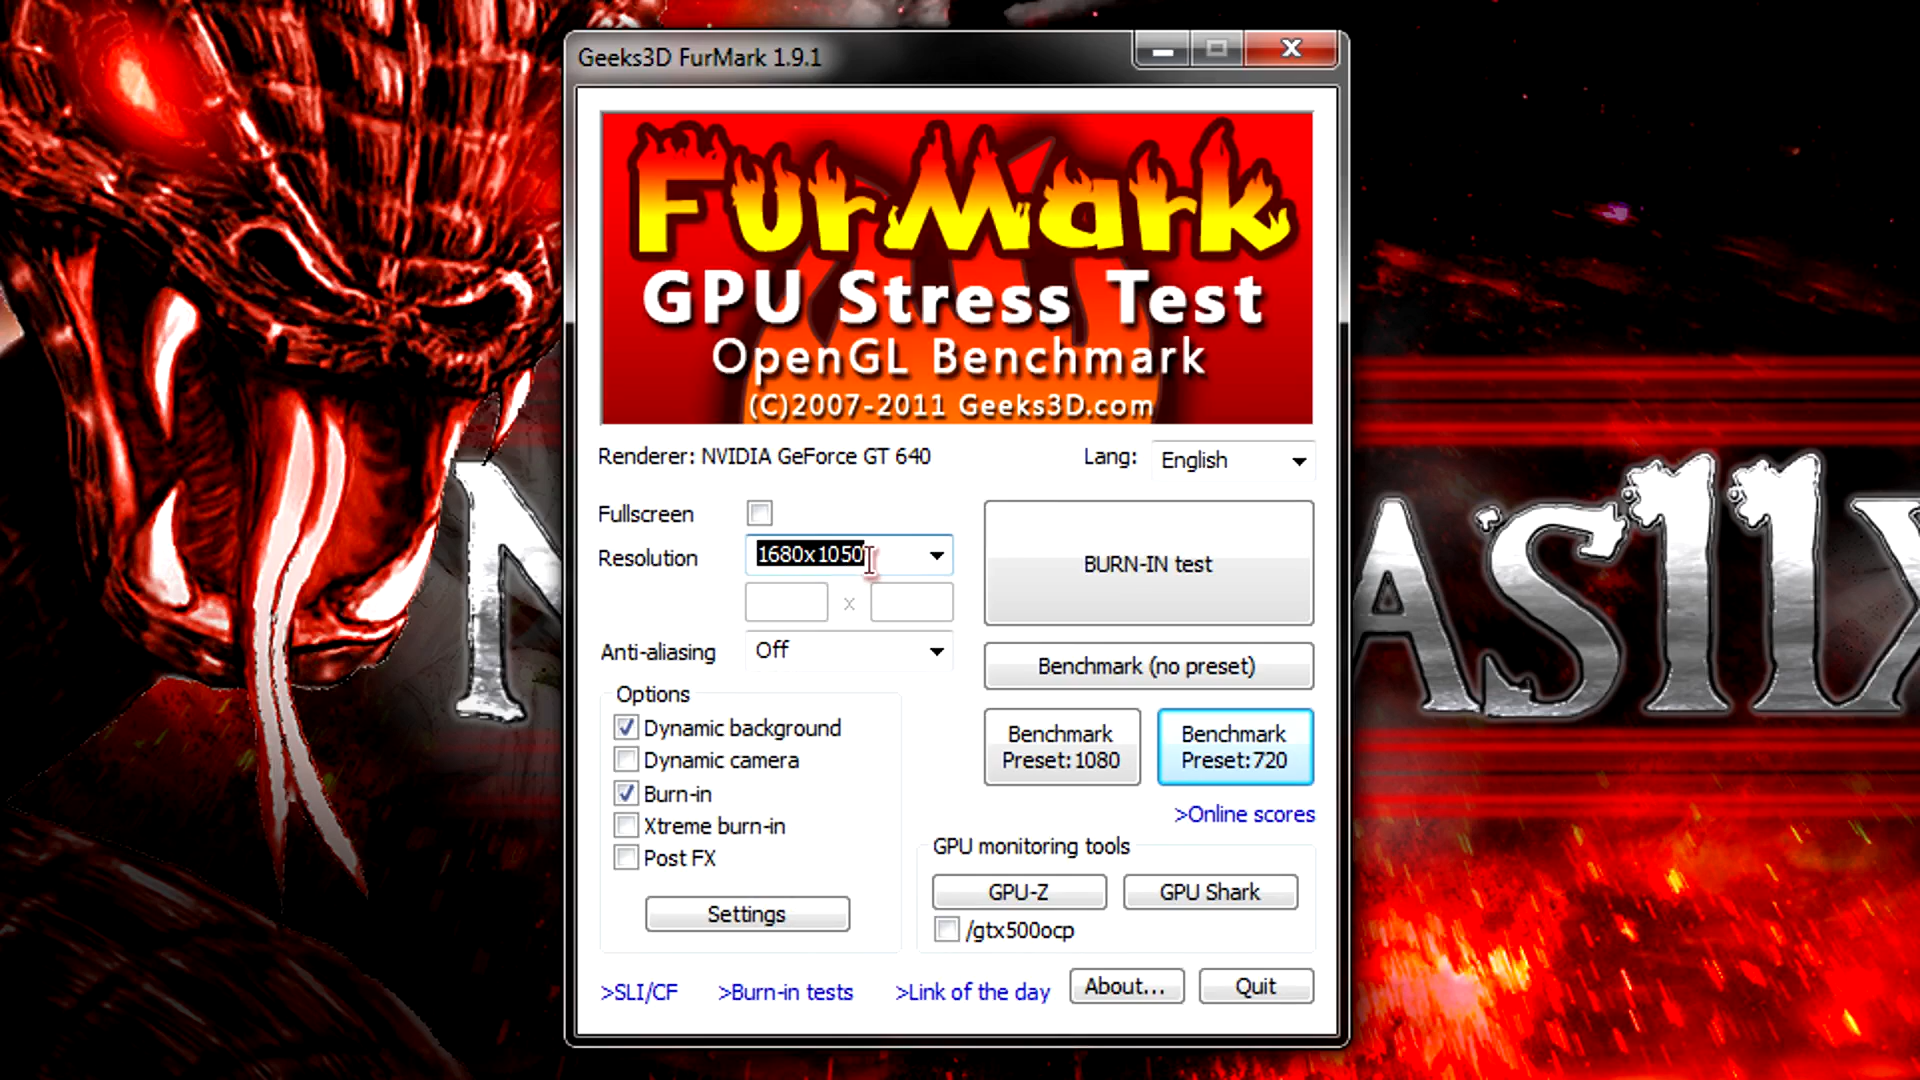 Geeks3D FurMark 1.9.1
FurMark
GPU Stress Test
OpenGL Benchmark
(C)2007-2011 Geeks3D.com
Renderer: NVIDIA GeForce GT 640
Lang: English
Fullscreen
Resolution 1680x1050
x
Anti-aliasing Off
BURN-IN test
Benchmark (no preset)
Benchmark
Preset:1080
Benchmark
Preset:720
Options
Dynamic background
Dynamic camera
Burn-in
Xtreme burn-in
Post FX
Settings
>Online scores
GPU monitoring tools
GPU-Z
GPU Shark
/gtx500ocp
>SLI/CF
>Burn-in tests
>Link of the day
About...
Quit